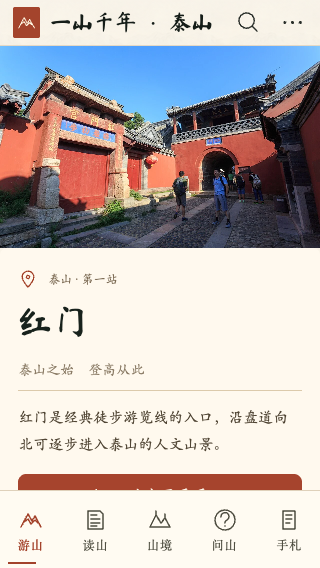 一山千年 · 泰山
泰山 · 第一站
红门
泰山之始 登高从此
红门是经典徒步游览线的入口，沿盘道向
北可逐步进入泰山的人文山景。
游山
读山
山境
问山
手札